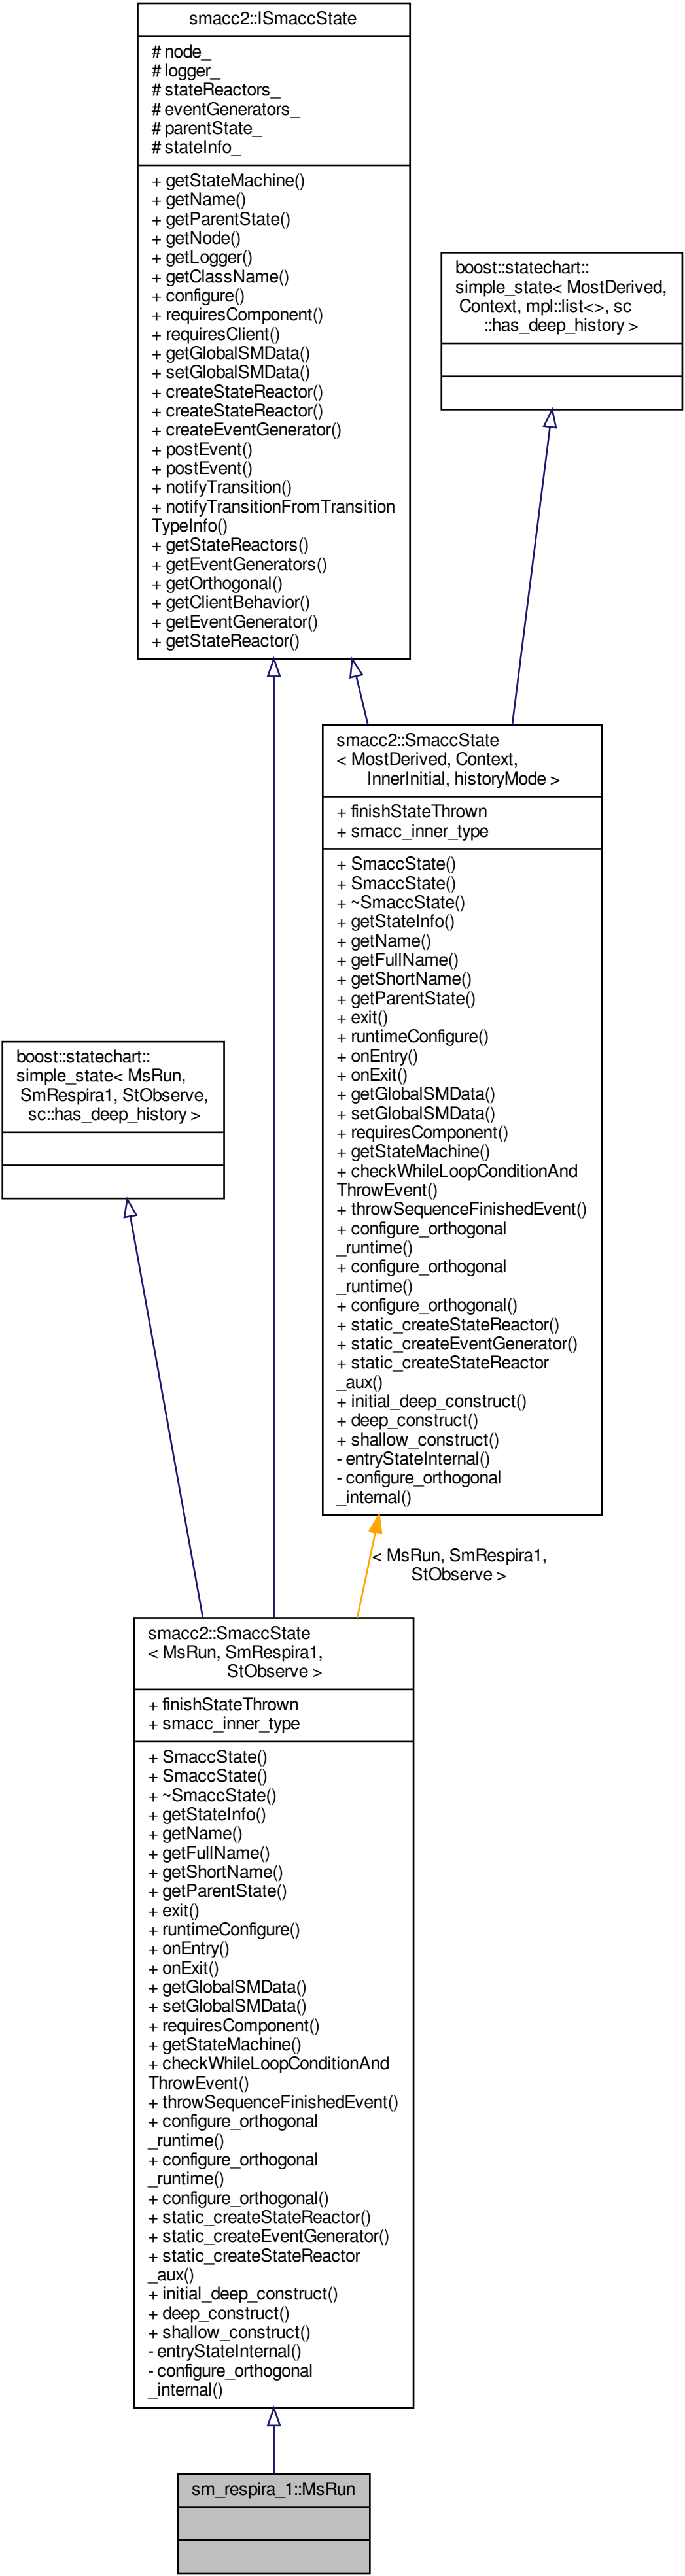 smacc2::ISmaccState
# node_
# logger_
# stateReactors_
# eventGenerators_
# parentState_
# stateInfo_
+ getStateMachine()
+ getName()
+ getParentState()
+ getNode()
+ getLogger()
+ getClassName()
+ configure()
+ requiresComponent()
+ requiresClient()
+ getGlobalSMData()
+ setGlobalSMData()
+ createStateReactor()
+ createStateReactor()
+ createEventGenerator()
+ postEvent()
+ postEvent()
+ notifyTransition()
+ notifyTransitionFromTransition
TypeInfo()
+ getStateReactors()
+ getEventGenerators()
+ getOrthogonal()
+ getClientBehavior()
+ getEventGenerator()
+ getStateReactor()
boost::statechart::
simple_state< MostDerived,
Context, mpl::list<>, sc
::has_deep_history >
smacc2::SmaccState
< MostDerived, Context,
InnerInitial, historyMode >
+ finishStateThrown
+ smacc_inner_type
+ SmaccState()
+ SmaccState()
+ ~SmaccState()
+ getStateInfo()
+ getName()
+ getFullName()
+ getShortName()
+ getParentState()
+ exit()
+ runtimeConfigure()
+ onEntry()
+ onExit()
+ getGlobalSMData()
+ setGlobalSMData()
+ requiresComponent()
+ getStateMachine()
+ checkWhileLoopConditionAnd
ThrowEvent()
+ throwSequenceFinishedEvent()
+ configure_orthogonal
_runtime()
+ configure_orthogonal
_runtime()
+ configure_orthogonal()
+ static_createStateReactor()
+ static_createEventGenerator()
+ static_createStateReactor
_aux()
+ initial_deep_construct()
+ deep_construct()
+ shallow_construct()
- entryStateInternal()
- configure_orthogonal
_internal()
boost::statechart::
simple_state< MsRun,
SmRespira1, StObserve,
sc::has_deep_history >
< MsRun, SmRespira1,
StObserve >
smacc2::SmaccState
< MsRun, SmRespira1,
StObserve >
+ finishStateThrown
+ smacc_inner_type
+ SmaccState()
+ SmaccState()
+ ~SmaccState()
+ getStateInfo()
+ getName()
+ getFullName()
+ getShortName()
+ getParentState()
+ exit()
+ runtimeConfigure()
+ onEntry()
+ onExit()
+ getGlobalSMData()
+ setGlobalSMData()
+ requiresComponent()
+ getStateMachine()
+ checkWhileLoopConditionAnd
ThrowEvent()
+ throwSequenceFinishedEvent()
+ configure_orthogonal
_runtime()
+ configure_orthogonal
_runtime()
+ configure_orthogonal()
+ static_createStateReactor()
+ static_createEventGenerator()
+ static_createStateReactor
_aux()
+ initial_deep_construct()
+ deep_construct()
+ shallow_construct()
- entryStateInternal()
- configure_orthogonal
_internal()
sm_respira_1::MsRun